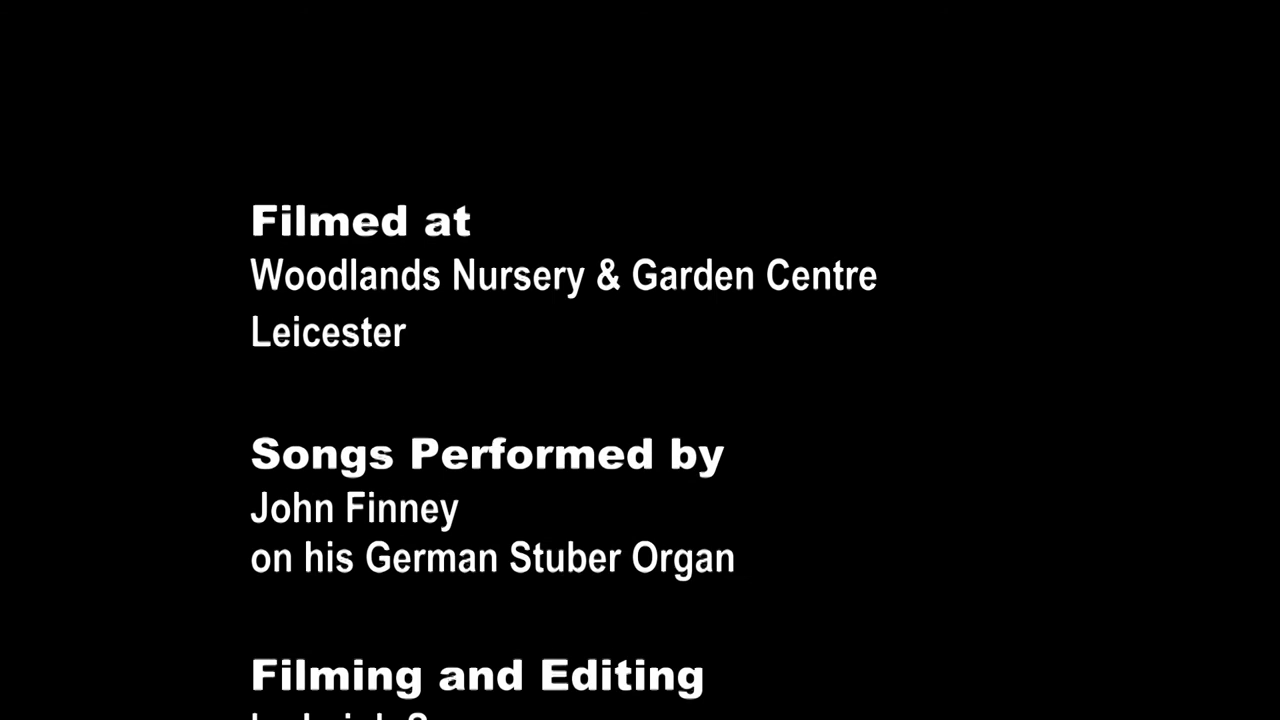 Filmed at
Woodlands Nursery & Garden Centre
Leicester
Songs Performed by
John Finney
on his German Stuber Organ
Filming and Editing